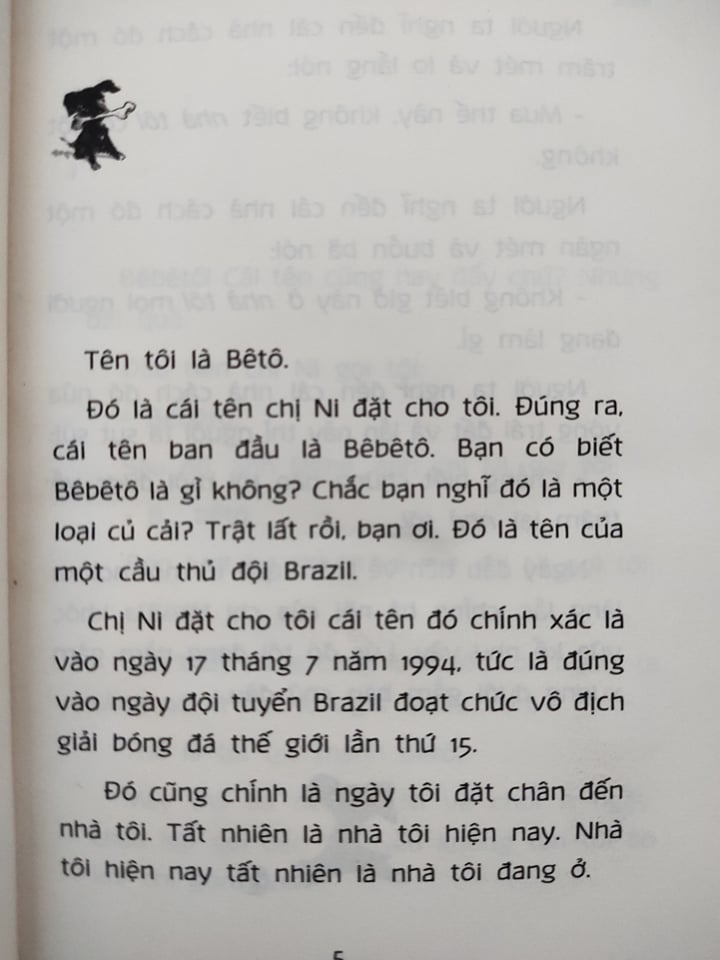 Tên tôi là Bêtô.
Đó là cái tên chị Ni đặt cho tôi. Đúng ra,
cái tên ban đầu là Bêbêtô. Bạn có biết
Bêbêtô là gì không? Chắc bạn nghĩ đó là một
loại củ cải? Trật lất rồi, bạn ơi. Đó là tên của
một cầu thủ đội Brazil.
Chị Ni đặt cho tôi cái tên đó chính xác là
vào ngày 17 tháng 7 năm 1994, tức là đúng
vào ngày đội tuyển Brazil đoạt chức vô địch
giải bóng đá thế giới lần thứ 15.
Đó cũng chính là ngày tôi đặt chân đến
nhà tôi. Tất nhiên là nhà tôi hiện nay. Nhà
tôi hiện nay tất nhiên là nhà tôi đang ở.
5